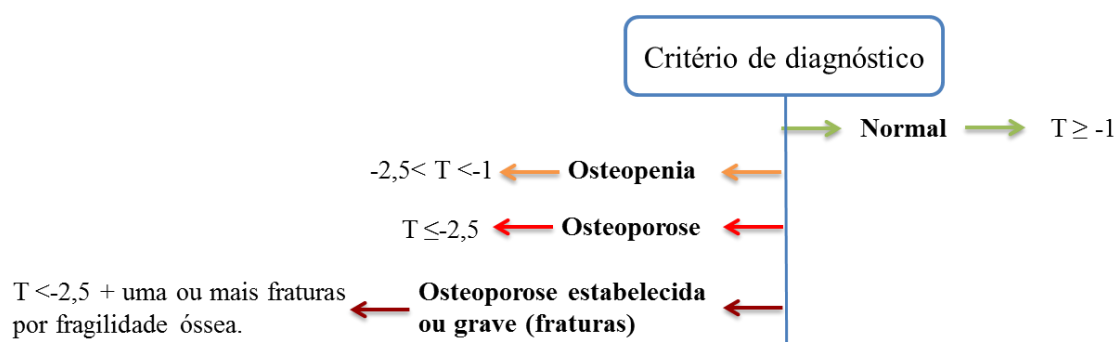 Critério de diagnóstico
Normal
T ≥ -1
-2,5< T <-1
Osteopenia
T ≤-2,5
Osteoporose
T <-2,5 + uma ou mais fraturas
por fragilidade óssea.
Osteoporose estabelecida
ou grave (fraturas)